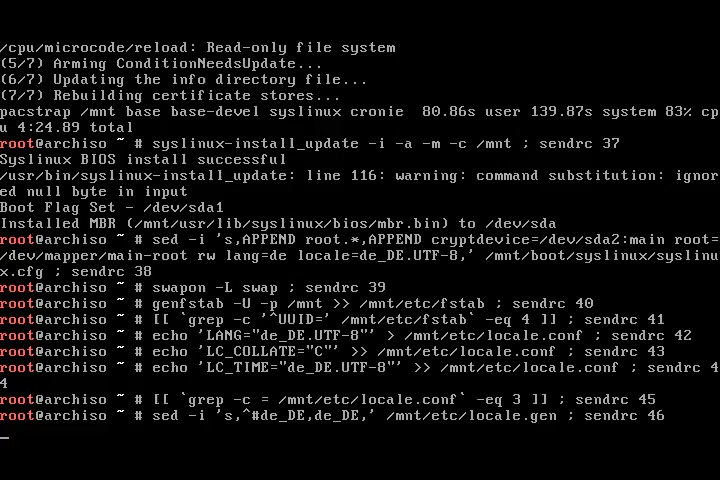 /cpu/microcode/reload: Read-only file system
(5/7) Arming ConditionNeedsUpdate...
(6/7) Updating the info directory file...
(7/7) Rebuilding certificate stores...
pacstrap /mnt base base-devel syslinux cronie  80.86s user 139.87s system 83% cp
u 4:24.89 total
root@archiso ~ # syslinux-install_update -i -a -m -c /mnt ; sendrc 37
Syslinux BIOS install successful
/usr/bin/syslinux-install_update: line 116: warning: command substitution: ignor
ed null byte in input
Boot Flag Set - /dev/sda1
Installed MBR (/mnt/usr/lib/syslinux/bios/mbr.bin) to /dev/sda
root@archiso ~ # sed -i 's,APPEND root.*,APPEND cryptdevice=/dev/sda2:main root=
/dev/mapper/main-root rw lang=de locale=de_DE.UTF-8,' /mnt/boot/syslinux/syslinu
x.cfg ; sendrc 38
root@archiso ~ # swapon -L swap ; sendrc 39
root@archiso ~ # genfstab -U -p /mnt >> /mnt/etc/fstab ; sendrc 40
root@archiso ~ # [[ `grep -c '^UUID=' /mnt/etc/fstab` -eq 4 ]] ; sendrc 41
root@archiso ~ # echo 'LANG="de_DE.UTF-8"' > /mnt/etc/locale.conf ; sendrc 42
root@archiso ~ # echo 'LC_COLLATE="C"' >> /mnt/etc/locale.conf ; sendrc 43
root@archiso ~ # echo 'LC_TIME="de_DE.UTF-8"' >> /mnt/etc/locale.conf ; sendrc 4
4
root@archiso ~ # [[ `grep -c = /mnt/etc/locale.conf` -eq 3 ]] ; sendrc 45
root@archiso ~ # sed -i 's,^#de_DE,de_DE,' /mnt/etc/locale.gen ; sendrc 46